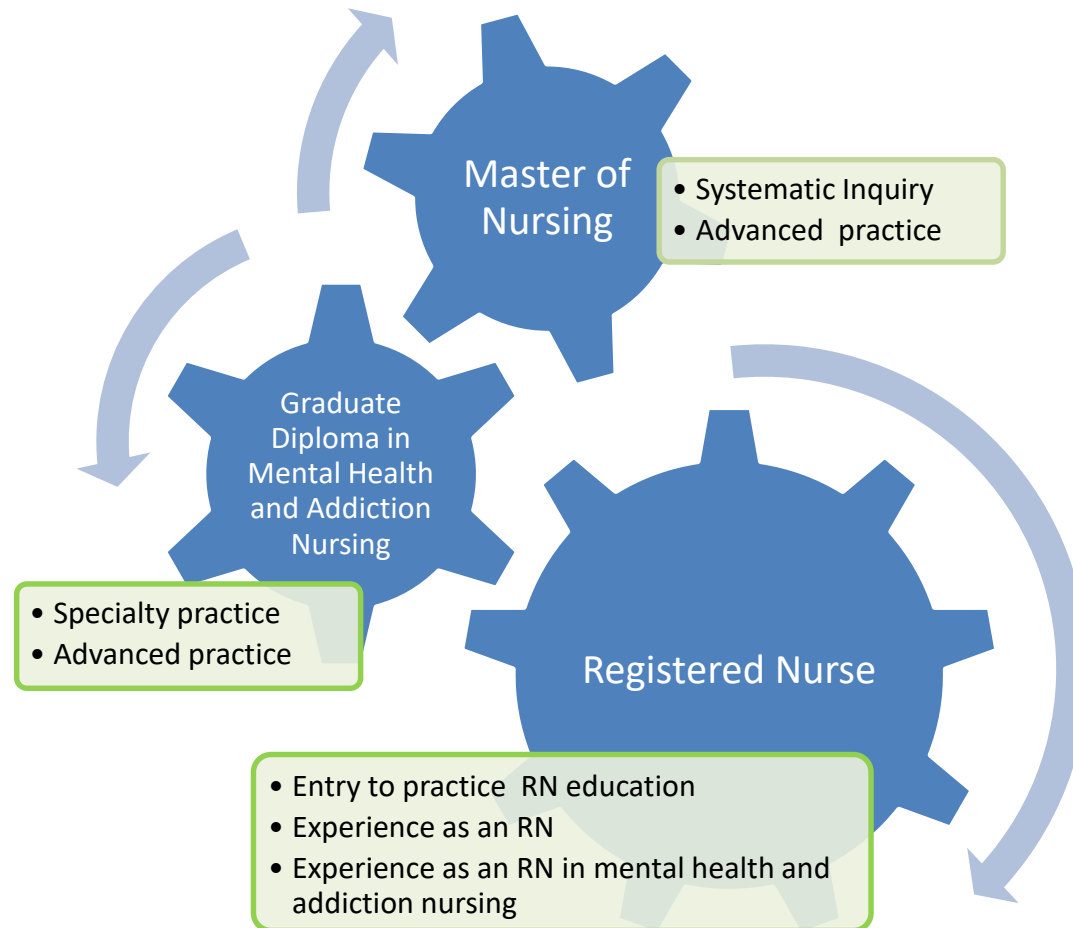 Master of
Nursing
• Systematic Inquiry
• Advanced practice
Graduate
Diploma in
Mental Health
and Addiction
Nursing
• Specialty practice
• Advanced practice
Registered Nurse
• Entry to practice RN education
• Experience as an RN
• Experience as an RN in mental health and
addiction nursing